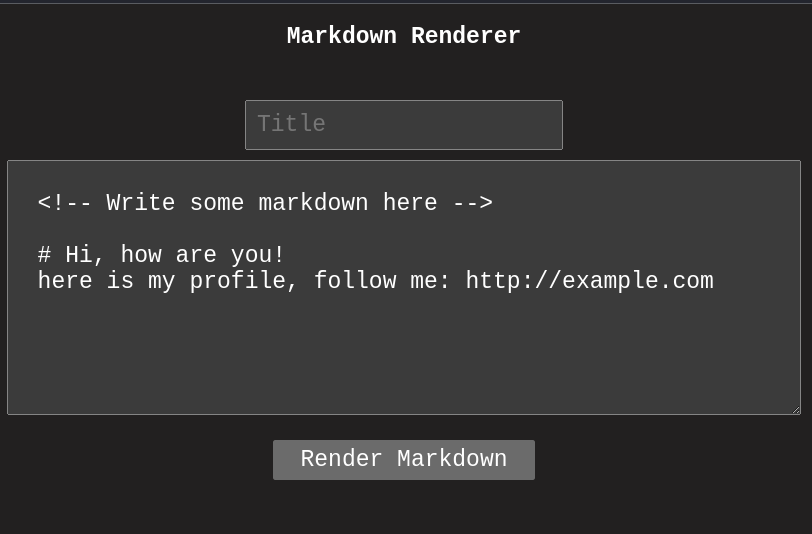 Markdown Renderer
Title
<!-- Write some markdown here -->
# Hi, how are you!
here is my profile, follow me: http://example.com
Render Markdown